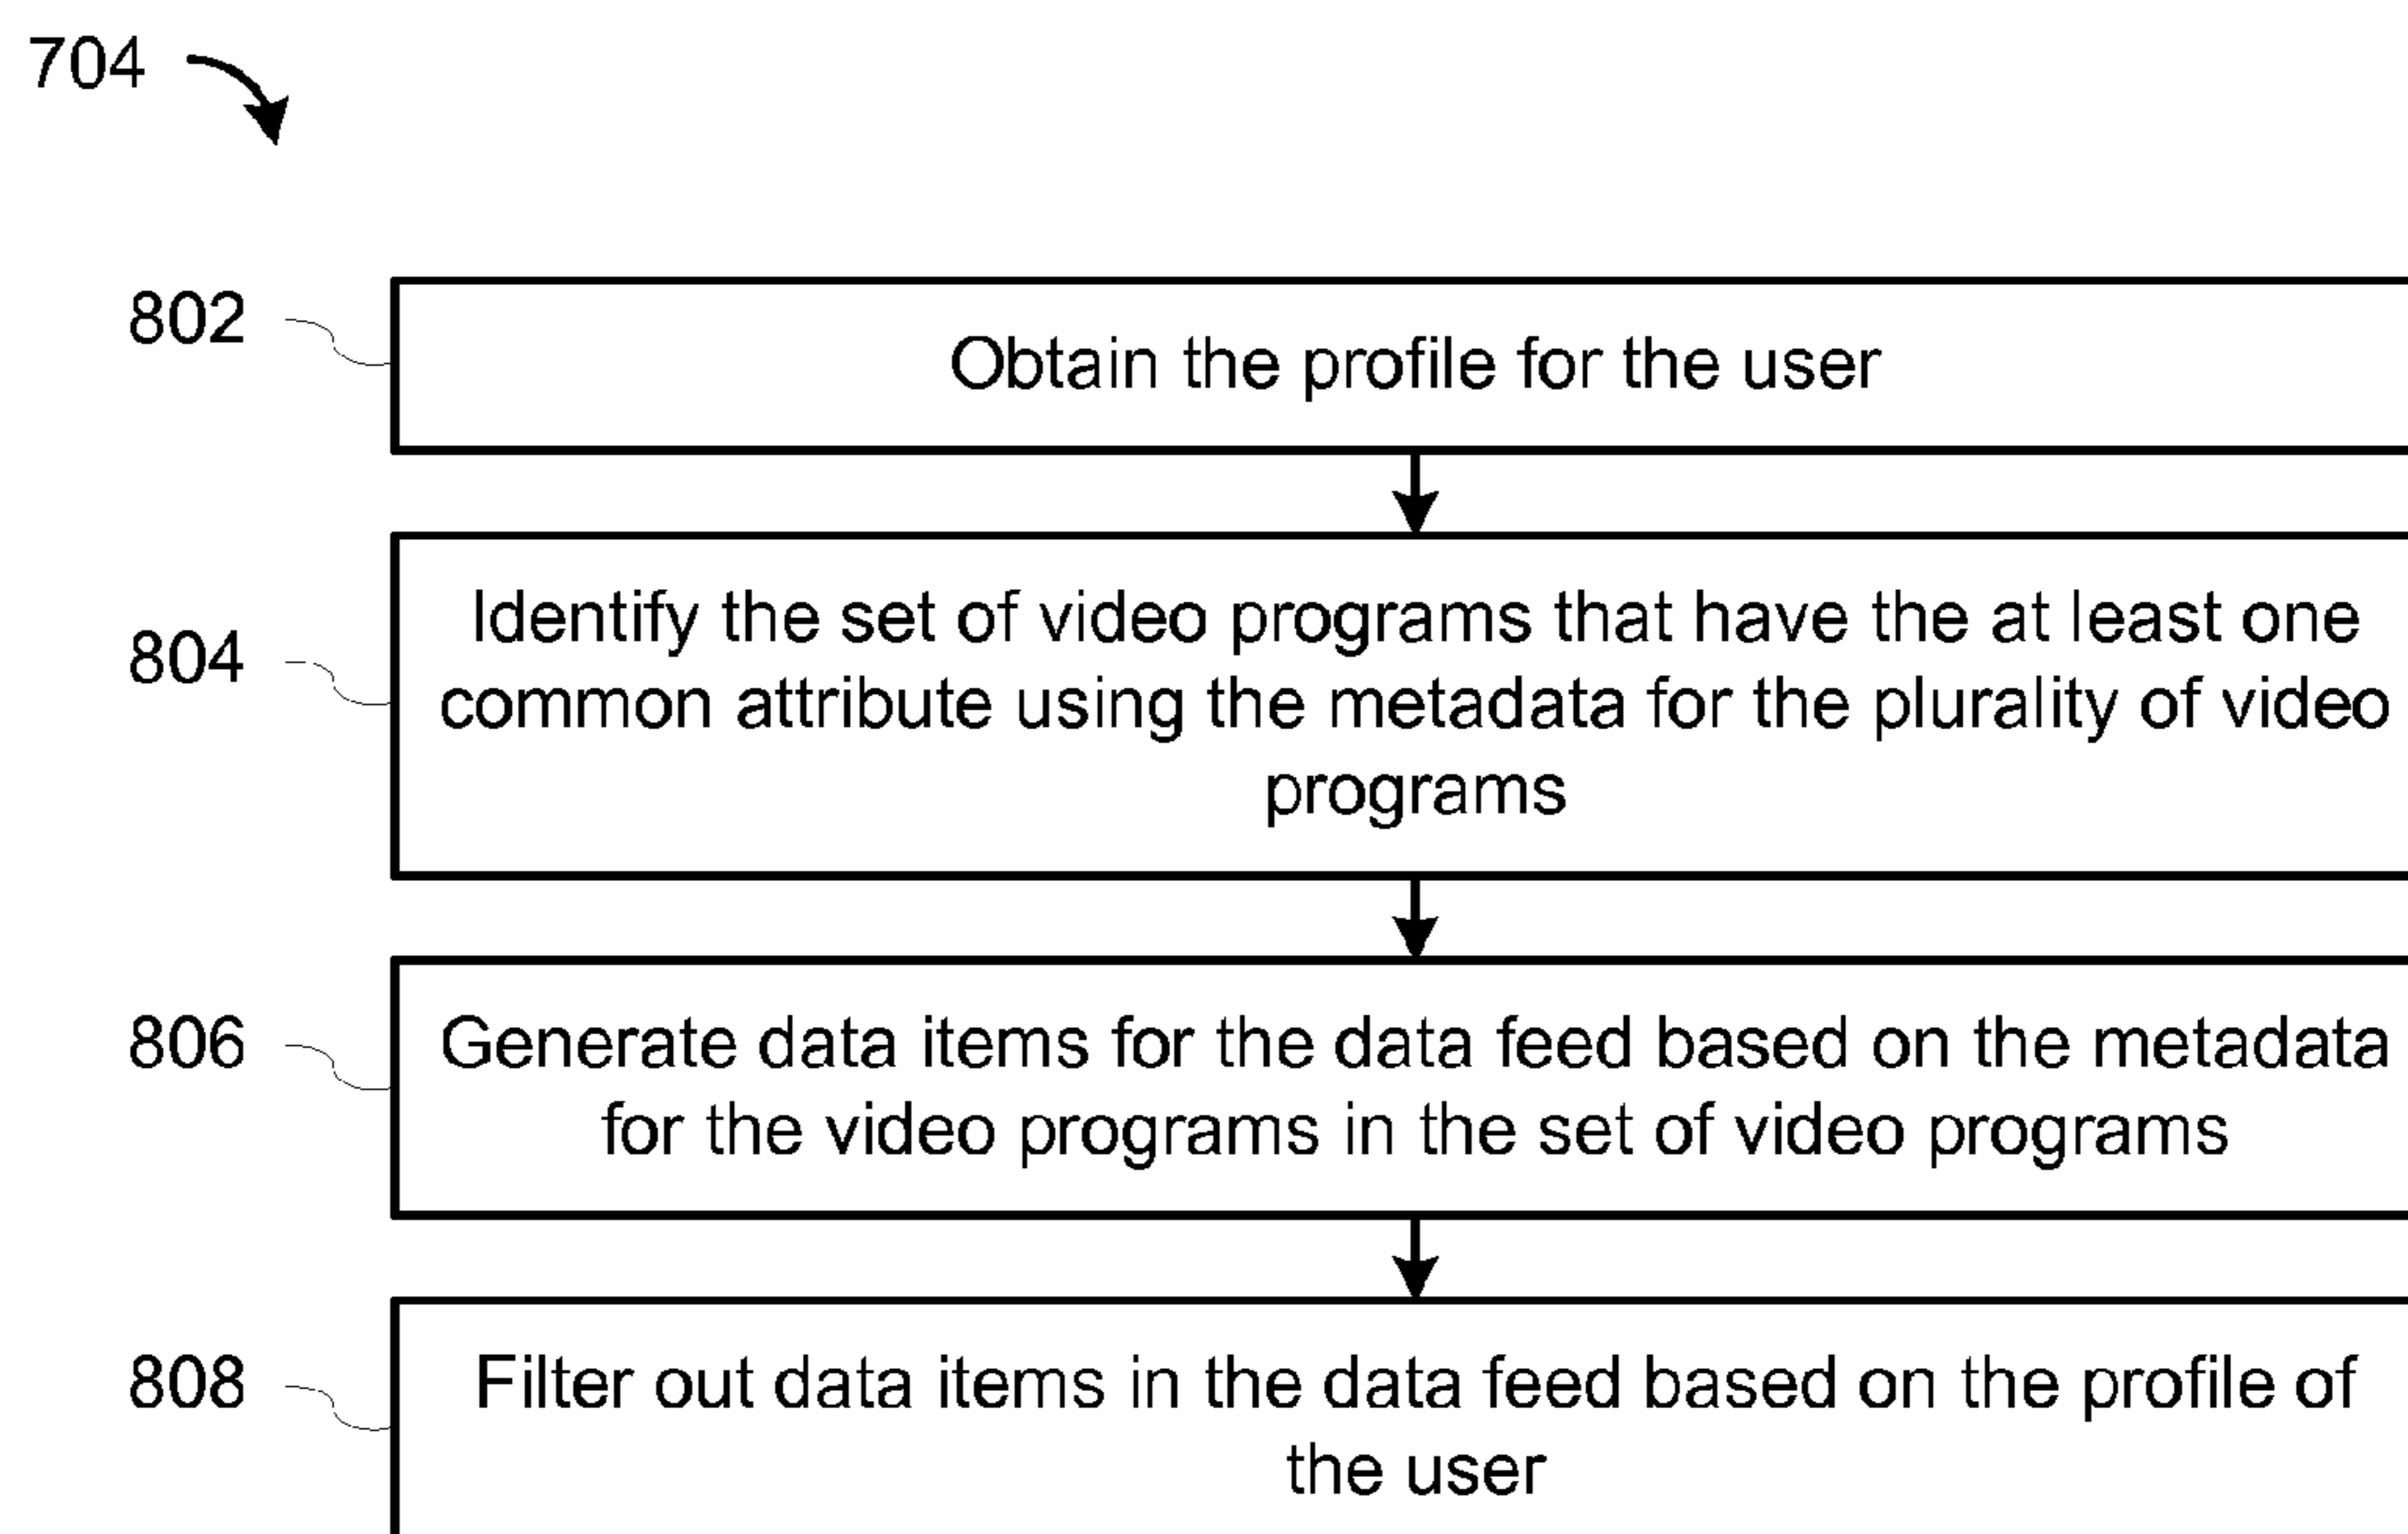 704
802
Obtain the profile for the user
804
Identify the set of video programs that have the at least one
common attribute using the metadata for the plurality of video
programs
806
Generate data items for the data feed based on the metadata
for the video programs in the set of video programs
808
Filter out data items in the data feed based on the profile of
the user